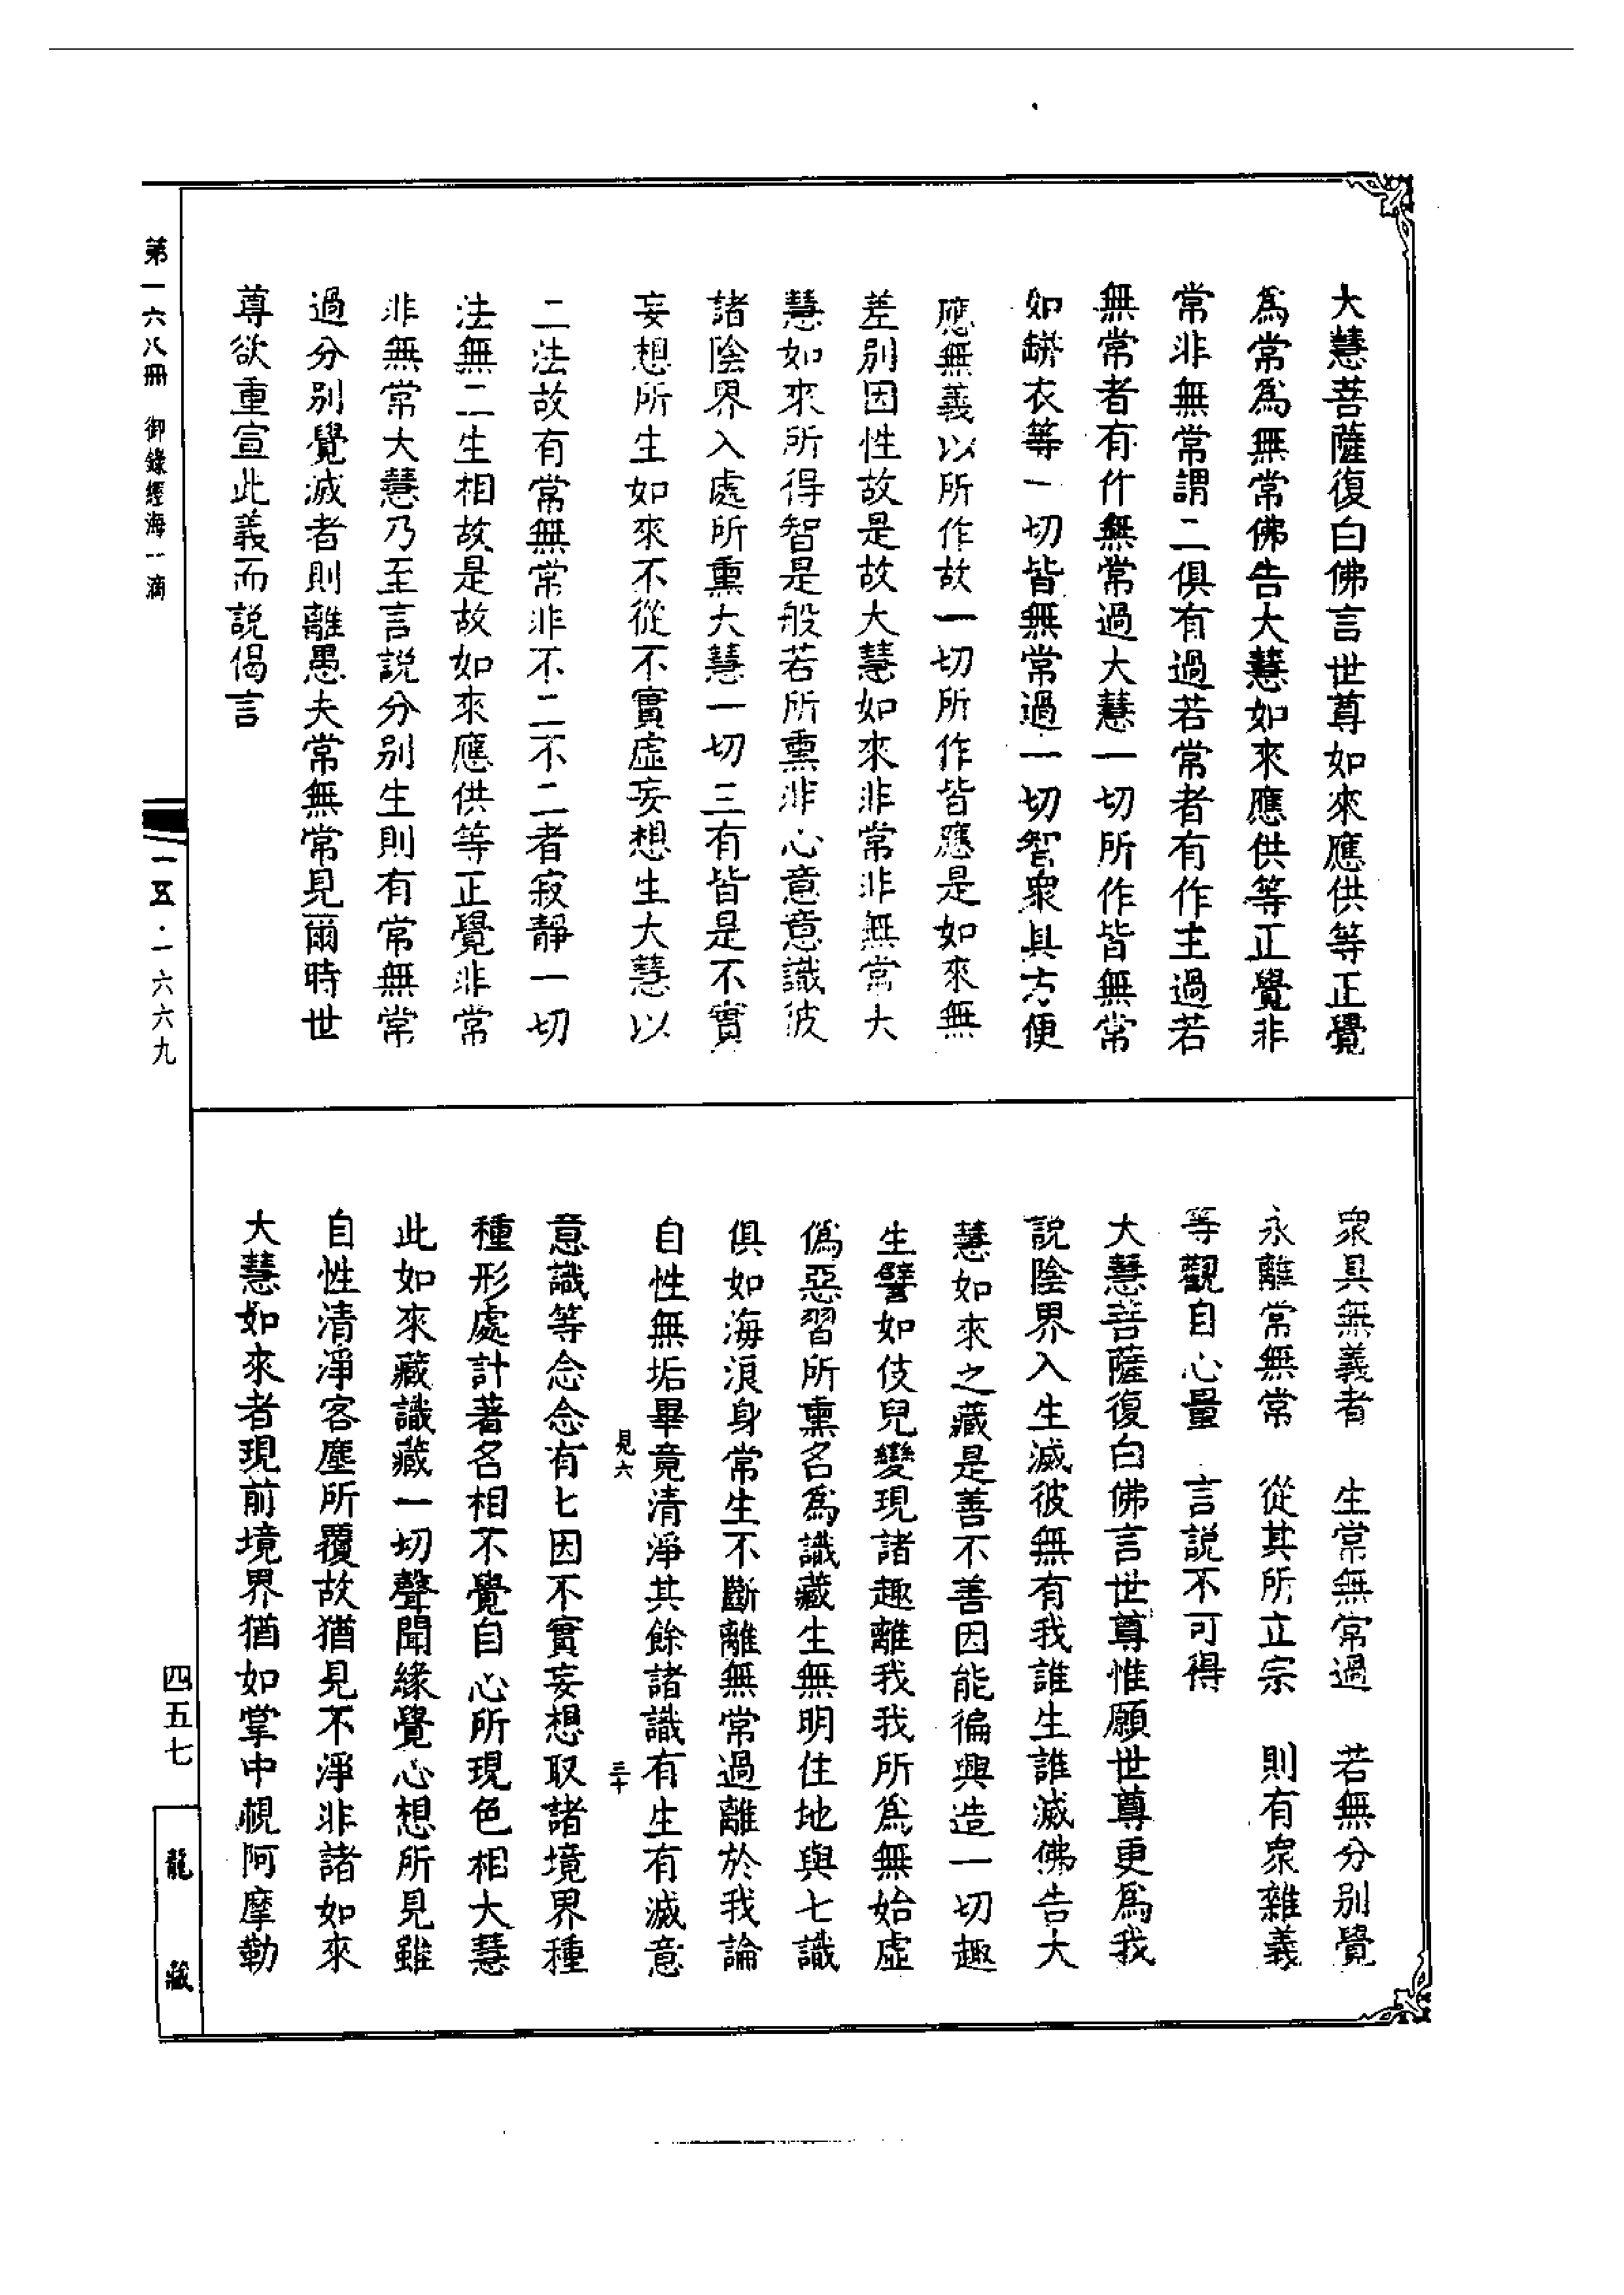 大慧菩薩復白佛言世尊如來應供等正覺
為常為無常佛告大慧如來應供等正覺非
常非無常謂二俱有過若常者有作主過若
無常者有作無常過大慧一切所作皆無常
如缾衣等一切皆無常過一切智衆具方便
應無義以所作故一切所作皆應是如來無
差別因性故是故大慧如來非常非無常大
慧如來所得智是般若所熏非心意意識彼
諸陰界入處所熏大慧一切三有皆是不實
妄想所生如來不從不實虛妄想生大慧以
二法故有常無常非不二不二者寂靜一切
法無二生相故是故如來應供等正覺非常
非無常大慧乃至言説分別生則有常無常
過分別覺滅者則離愚夫常無常見爾時世
尊欲重宣此義而説偈言
衆具無義者　生常無常過　若無分別覺
永離常無常　從其所立宗　則有衆雜義
等觀自心量　言説不可得
大慧菩薩復白佛言世尊惟願世尊更為我
説陰界入生滅彼無有我誰生誰滅佛告大
慧如來之藏是善不善因能徧興造一切趣
生譬如伎兒變現諸趣離我我所為無始虛
偽惡習所熏名為識藏生無明住地與七識
俱如海浪身常生不斷離無常過離於我論
自性無垢畢竟清淨其餘諸識有生有滅意
見六　三十
意識等念念有七因不實妄想取諸境界種
種形處計著名相不覺自心所現色相大慧
此如來藏識藏一切聲聞緣覺心想所見雖
自性清淨客塵所覆故猶見不淨非諸如來
大慧如來者現前境界猶如掌中視阿摩勒
第一六八冊　御錄經海一滴
一五·一六六九
四五七
龍藏